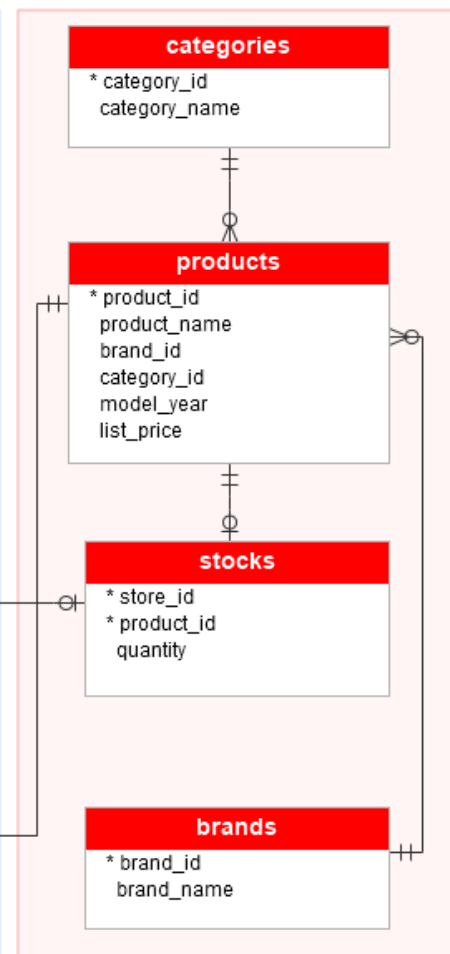 categories
* category_id
category_name
products
* product_id
product_name
brand_id
category_id
model_year
list_price
stocks
* store_id
* product_id
quantity
brands
* brand_id
brand_name